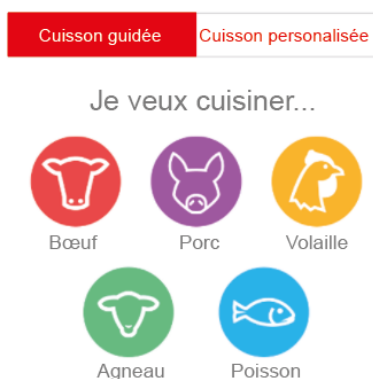 Cuisson guidée Cuisson personalisée
Je veux cuisiner...
Bœuf Porc Volaille
Agneau Poisson